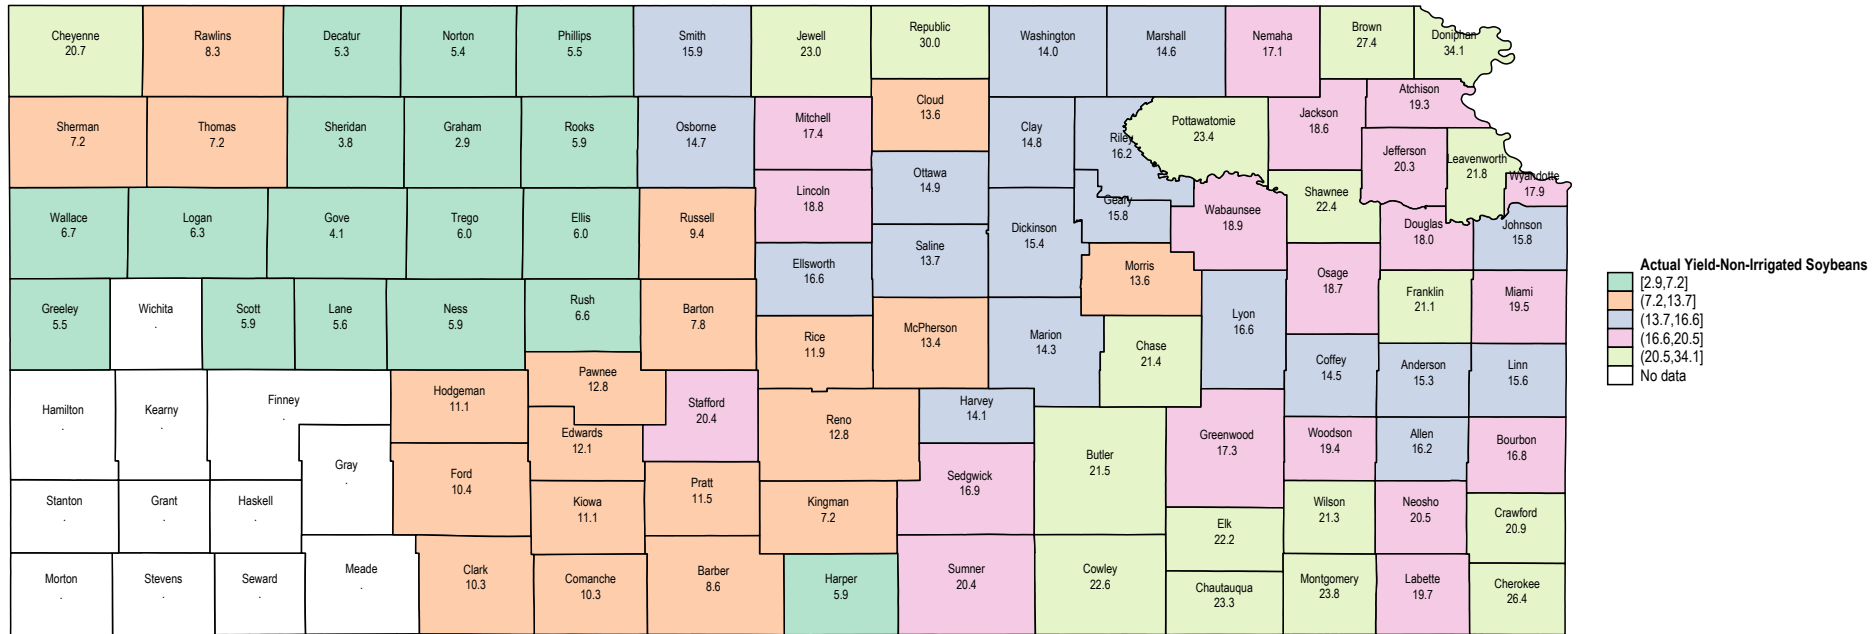 Cheyenne
20.7
Rawlins
8.3
Decatur
5.3
Norton
5.4
Phillips
5.5
Smith
15.9
Jewell
23.0
Republic
30.0
Washington
14.0
Marshall
14.6
Nemaha
17.1
Brown
27.4
Doniphan
34.1
Sherman
7.2
Thomas
7.2
Sheridan
3.8
Graham
2.9
Rooks
5.9
Osborne
14.7
Mitchell
17.4
Cloud
13.6
Clay
14.8
Riley
16.2
Pottawatomie
23.4
Jackson
18.6
Atchison
19.3
Jefferson
20.3
Leavenworth
21.8
Wyandotte
17.9
Wallace
6.7
Logan
6.3
Gove
4.1
Trego
6.0
Ellis
6.0
Russell
9.4
Lincoln
18.8
Ottawa
14.9
Saline
13.7
Dickinson
15.4
Geary
15.8
Wabaunsee
18.9
Shawnee
22.4
Douglas
18.0
Johnson
15.8
Ellsworth
16.6
Morris
13.6
Osage
18.7
Franklin
21.1
Miami
19.5
Greeley
5.5
Wichita
.
Scott
5.9
Lane
5.6
Ness
5.9
Rush
6.6
Barton
7.8
Rice
11.9
McPherson
13.4
Marion
14.3
Chase
21.4
Lyon
16.6
Coffey
14.5
Anderson
15.3
Linn
15.6
Hamilton
.
Kearny
.
Finney
.
Hodgeman
11.1
Pawnee
12.8
Stafford
20.4
Reno
12.8
Harvey
14.1
Butler
21.5
Greenwood
17.3
Woodson
19.4
Allen
16.2
Bourbon
16.8
Gray
.
Ford
10.4
Edwards
12.1
Pratt
11.5
Kingman
7.2
Sedgwick
16.9
Elk
22.2
Wilson
21.3
Neosho
20.5
Crawford
20.9
Stanton
.
Grant
.
Haskell
.
Kiowa
11.1
Morton
.
Stevens
.
Seward
.
Meade
.
Clark
10.3
Comanche
10.3
Barber
8.6
Harper
5.9
Sumner
20.4
Cowley
22.6
Chautauqua
23.3
Montgomery
23.8
Labette
19.7
Cherokee
26.4
Actual Yield-Non-Irrigated Soybeans
[2.9,7.2]
(7.2,13.7]
(13.7,16.6]
(16.6,20.5]
(20.5,34.1]
No data